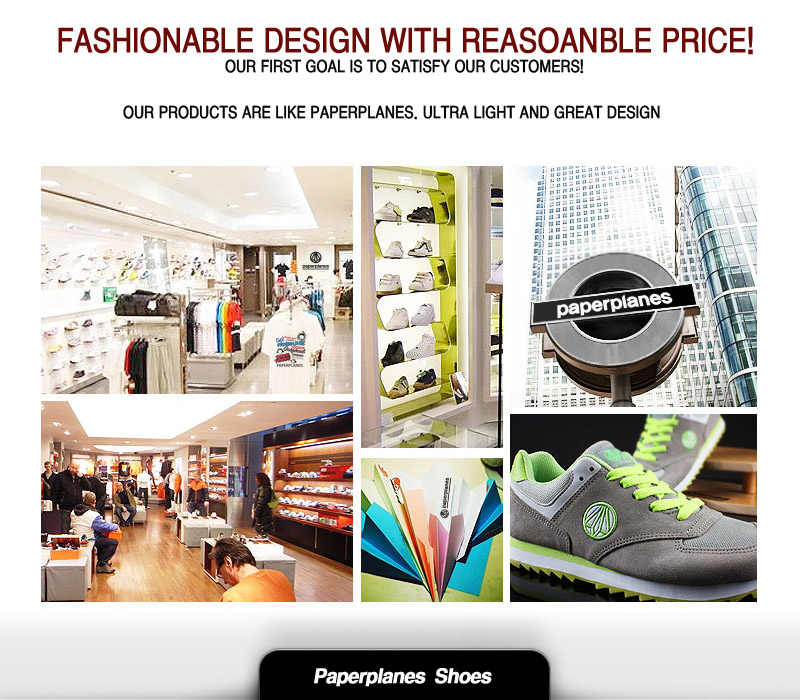 FASHIONABLE DESIGN WITH REASOANBLE PRICE!
OUR FIRST GOAL IS TO SATISFY OUR CUSTOMERS!
OUR PRODUCTS ARE LIKE PAPERPLANES. ULTRA LIGHT AND GREAT DESIGN
paperplanes
PAPERPLANES
paperplanes
paperplanes
Paperplanes Shoes